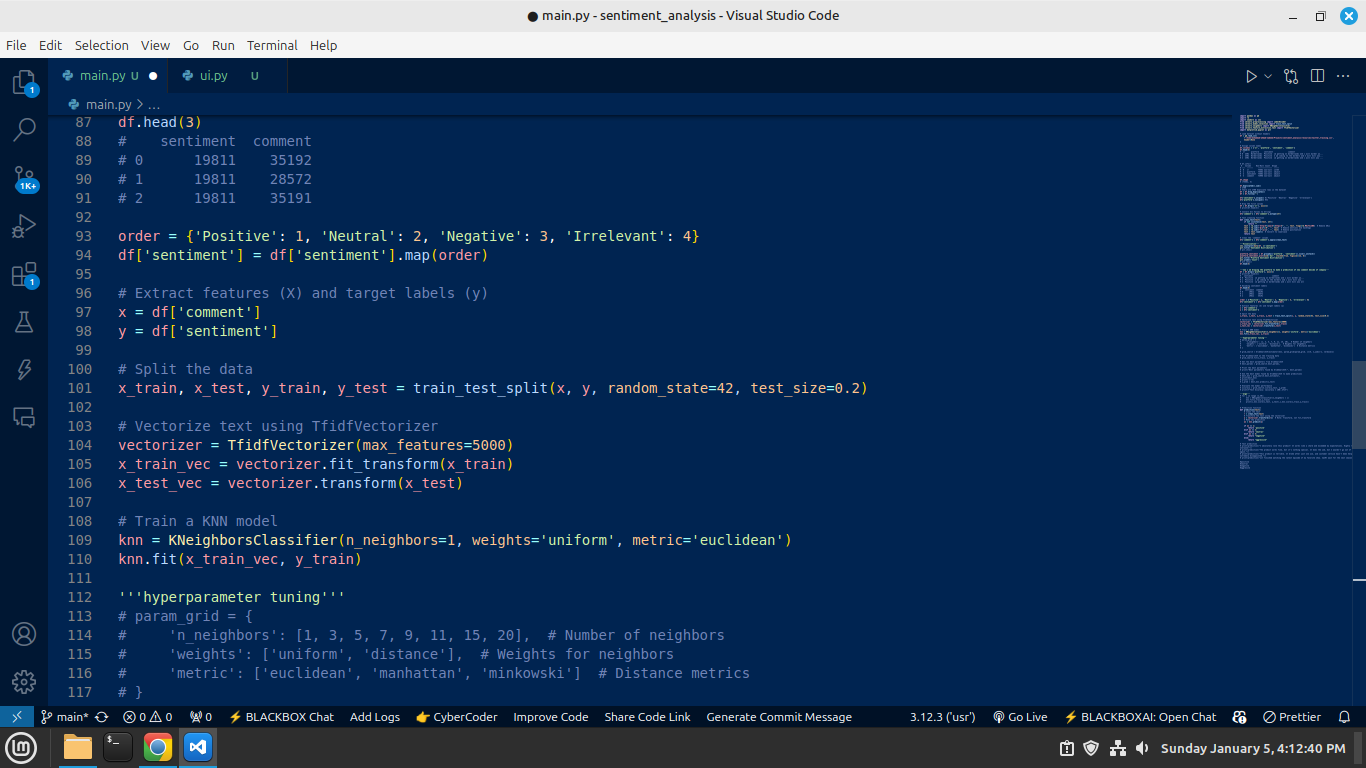 ● main.py - sentiment_analysis - Visual Studio Code
File Edit Selection View Go Run Terminal Help
main.py U ● ui.py U
main.py > ...
87 df.head(3)
88 #    sentiment  comment
89 # 0      19811    35192
90 # 1      19811    28572
91 # 2      19811    35191
92
93 order = {'Positive': 1, 'Neutral': 2, 'Negative': 3, 'Irrelevant': 4}
94 df['sentiment'] = df['sentiment'].map(order)
95
96 # Extract features (X) and target labels (y)
97 x = df['comment']
98 y = df['sentiment']
99
100 # Split the data
101 x_train, x_test, y_train, y_test = train_test_split(x, y, random_state=42, test_size=0.2)
102
103 # Vectorize text using TfidfVectorizer
104 vectorizer = TfidfVectorizer(max_features=5000)
105 x_train_vec = vectorizer.fit_transform(x_train)
106 x_test_vec = vectorizer.transform(x_test)
107
108 # Train a KNN model
109 knn = KNeighborsClassifier(n_neighbors=1, weights='uniform', metric='euclidean')
110 knn.fit(x_train_vec, y_train)
111
112 '''hyperparameter tuning'''
113 # param_grid = {
114 #     'n_neighbors': [1, 3, 5, 7, 9, 11, 15, 20],  # Number of neighbors
115 #     'weights': ['uniform', 'distance'],  # Weights for neighbors
116 #     'metric': ['euclidean', 'manhattan', 'minkowski']  # Distance metrics
117 # }
1
1K+
1
main* 0 0 0 BLACKBOX Chat Add Logs CyberCoder Improve Code Share Code Link Generate Commit Message 3.12.3 ('usr') Go Live BLACKBOXAI: Open Chat Prettier
$_ Sunday January 5, 4:12:40 PM